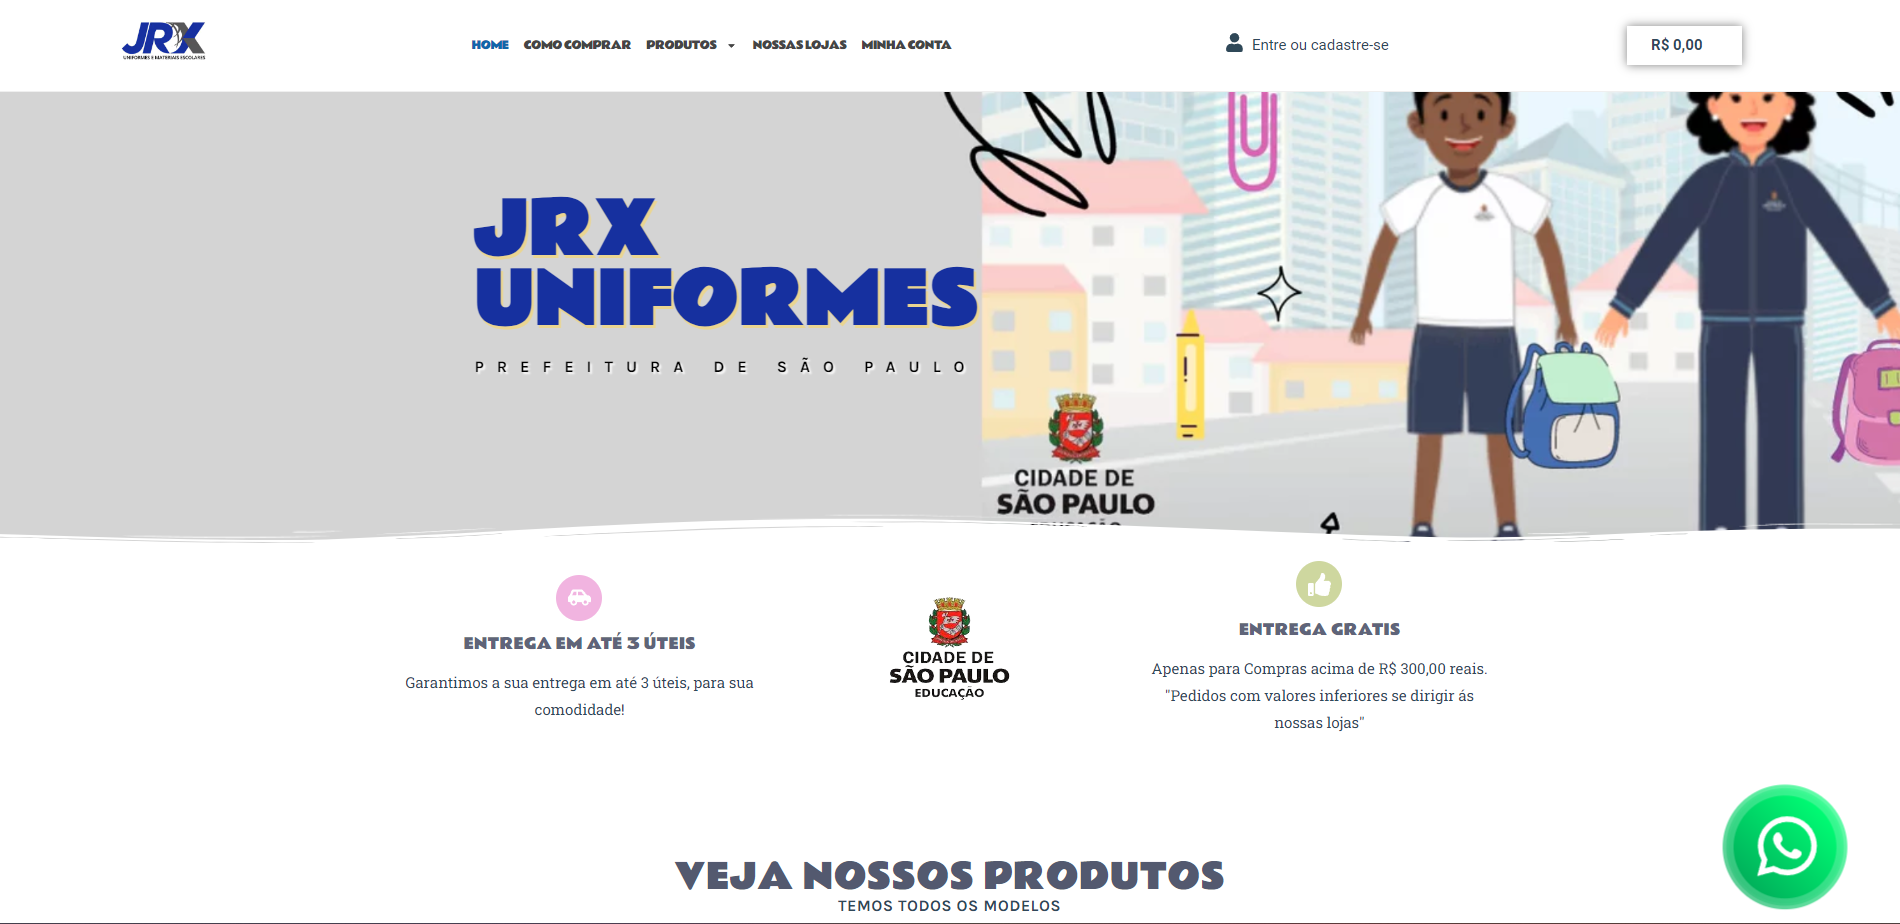 JRX
UNIFORMES E MATERIAIS ESCOLARES
HOME COMO COMPRAR PRODUTOS NOSSAS LOJAS MINHA CONTA
Entre ou cadastre-se
R$ 0,00
JRX
UNIFORMES
PREFEITURA DE SÃO PAULO
CIDADE DE
SÃO PAULO
ENTREGA EM ATÉ 3 ÚTEIS
Garantimos a sua entrega em até 3 úteis, para sua
comodidade!
CIDADE DE
SÃO PAULO
EDUCAÇÃO
ENTREGA GRATIS
Apenas para Compras acima de R$ 300,00 reais.
"Pedidos com valores inferiores se dirigir ás
nossas lojas"
VEJA NOSSOS PRODUTOS
TEMOS TODOS OS MODELOS